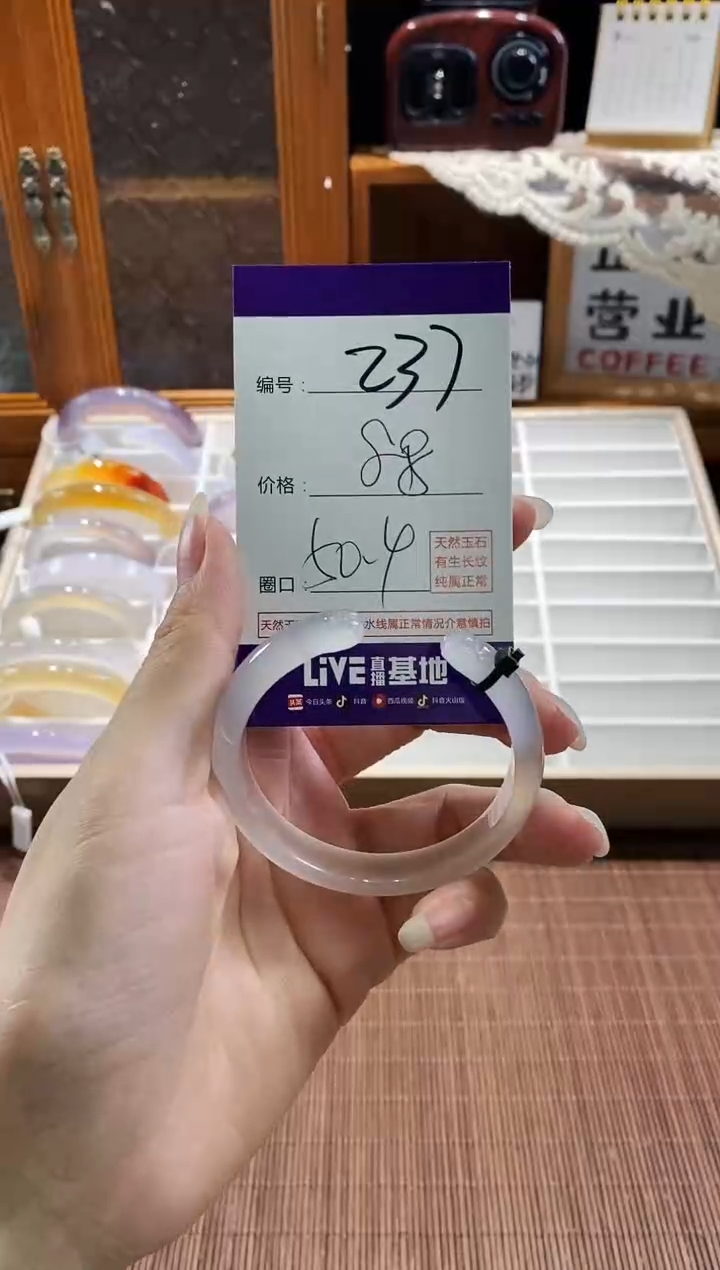 营业
COFFEE
编号：237
价格：88
圈口：50-4
天然玉石
有生长纹
纯属正常
天然玉 水线属正常情况介意慎拍
LiVE直播基地
头条 今日头条 抖音 西瓜视频 抖音火山版